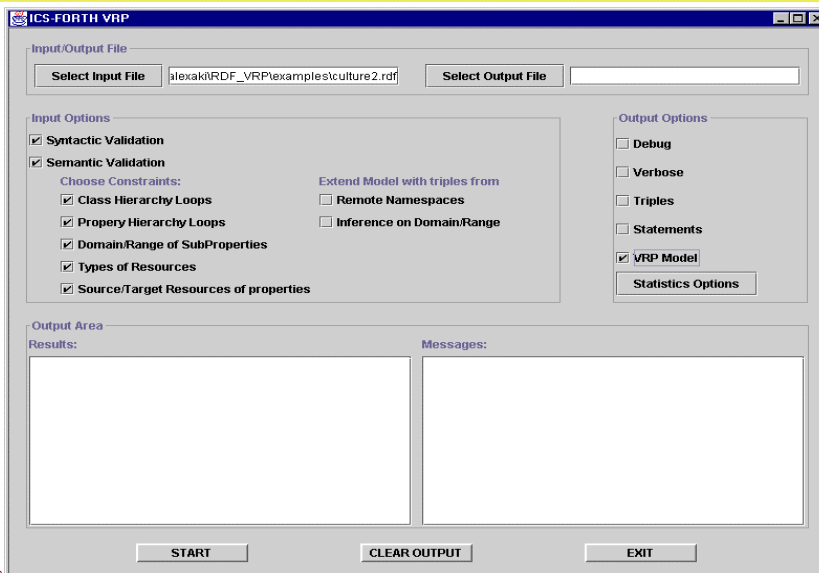 ICS-FORTH VRP
Input/Output File
Select Input File
alexaki\RDF_VRP\examples\culture2.rdf
Select Output File
Input Options
Syntactic Validation
Semantic Validation
Choose Constraints:
Class Hierarchy Loops
Propery Hierarchy Loops
Domain/Range of SubProperties
Types of Resources
Source/Target Resources of properties
Extend Model with triples from
Remote Namespaces
Inference on Domain/Range
Output Options
Debug
Verbose
Triples
Statements
VRP Model
Statistics Options
Output Area
Results:
Messages:
START
CLEAR OUTPUT
EXIT